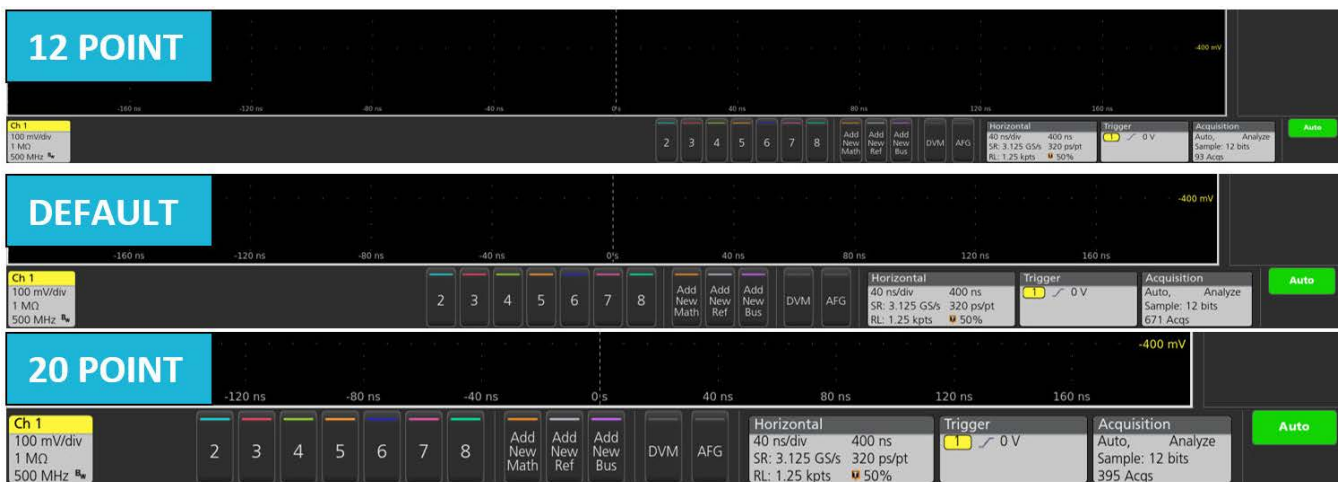 12 POINT
-400 mV
-160 ns -120 ns -80 ns -40 ns 0's 40 ns 80 ns 120 ns 160 ns
Ch 1
100 mV/div
1 MΩ
500 MHz Bw
2 3 4 5 6 7 8
Add New Math
Add New Ref
Add New Bus
DVM AFG
Horizontal
40 ns/div 400 ns
SR: 3.125 GS/s 320 ps/pt
RL: 1.25 kpts 50%
Trigger
1 0 V
Acquisition
Auto, Analyze
Sample: 12 bits
93 Acqs
Auto
DEFAULT
-400 mV
-160 ns -120 ns -80 ns -40 ns 0's 40 ns 80 ns 120 ns 160 ns
Ch 1
100 mV/div
1 MΩ
500 MHz Bw
2 3 4 5 6 7 8
Add New Math
Add New Ref
Add New Bus
DVM AFG
Horizontal
40 ns/div 400 ns
SR: 3.125 GS/s 320 ps/pt
RL: 1.25 kpts 50%
Trigger
1 0 V
Acquisition
Auto, Analyze
Sample: 12 bits
671 Acqs
Auto
20 POINT
-400 mV
-120 ns -80 ns -40 ns 0's 40 ns 80 ns 120 ns 160 ns
Ch 1
100 mV/div
1 MΩ
500 MHz Bw
2 3 4 5 6 7 8
Add New Math
Add New Ref
Add New Bus
DVM AFG
Horizontal
40 ns/div 400 ns
SR: 3.125 GS/s 320 ps/pt
RL: 1.25 kpts 50%
Trigger
1 0 V
Acquisition
Auto, Analyze
Sample: 12 bits
395 Acqs
Auto